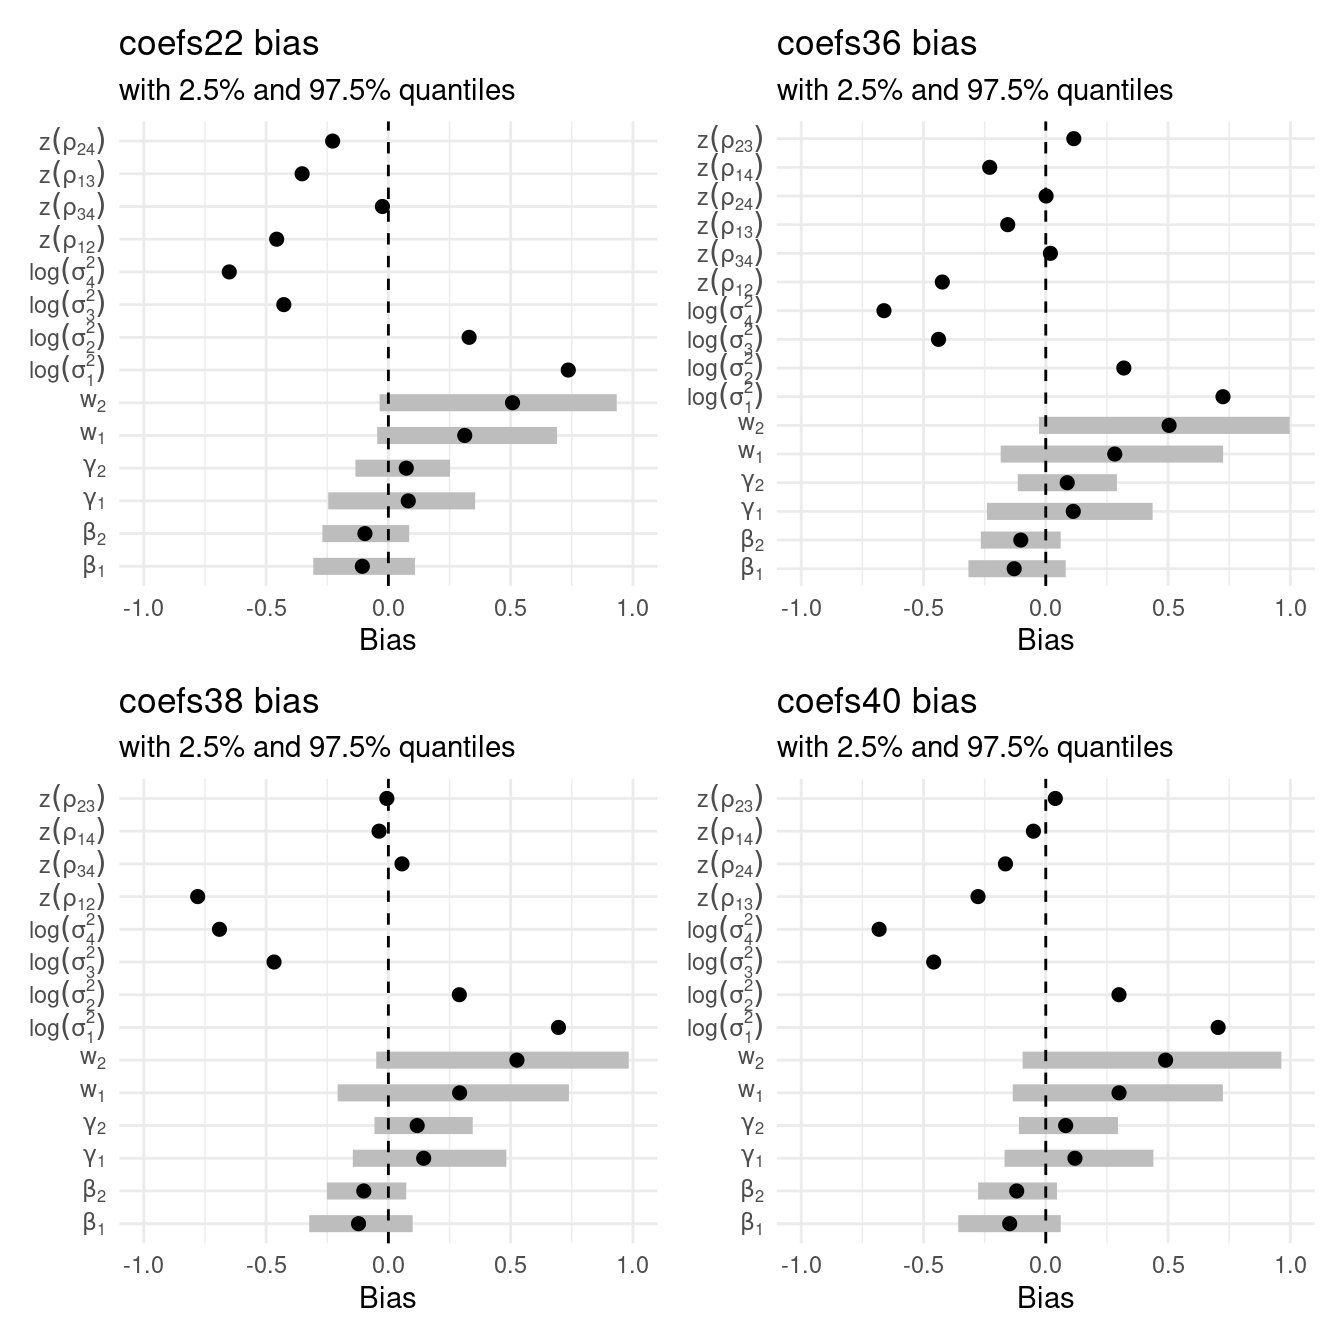 coefs22 bias
with 2.5% and 97.5% quantiles
z(ρ₂₄)
z(ρ₁₃)
z(ρ₃₄)
z(ρ₁₂)
log(σ₄²)
log(σ₃²)
log(σ₂²)
log(σ₁²)
w₂
w₁
γ₂
γ₁
β₂
β₁
-1.0 -0.5 0.0 0.5 1.0
Bias
coefs36 bias
with 2.5% and 97.5% quantiles
z(ρ₂₃)
z(ρ₁₄)
z(ρ₂₄)
z(ρ₁₃)
z(ρ₃₄)
z(ρ₁₂)
log(σ₄²)
log(σ₃²)
log(σ₂²)
log(σ₁²)
w₂
w₁
γ₂
γ₁
β₂
β₁
-1.0 -0.5 0.0 0.5 1.0
Bias
coefs38 bias
with 2.5% and 97.5% quantiles
z(ρ₂₃)
z(ρ₁₄)
z(ρ₃₄)
z(ρ₁₂)
log(σ₄²)
log(σ₃²)
log(σ₂²)
log(σ₁²)
w₂
w₁
γ₂
γ₁
β₂
β₁
-1.0 -0.5 0.0 0.5 1.0
Bias
coefs40 bias
with 2.5% and 97.5% quantiles
z(ρ₂₃)
z(ρ₁₄)
z(ρ₂₄)
z(ρ₁₃)
log(σ₄²)
log(σ₃²)
log(σ₂²)
log(σ₁²)
w₂
w₁
γ₂
γ₁
β₂
β₁
-1.0 -0.5 0.0 0.5 1.0
Bias